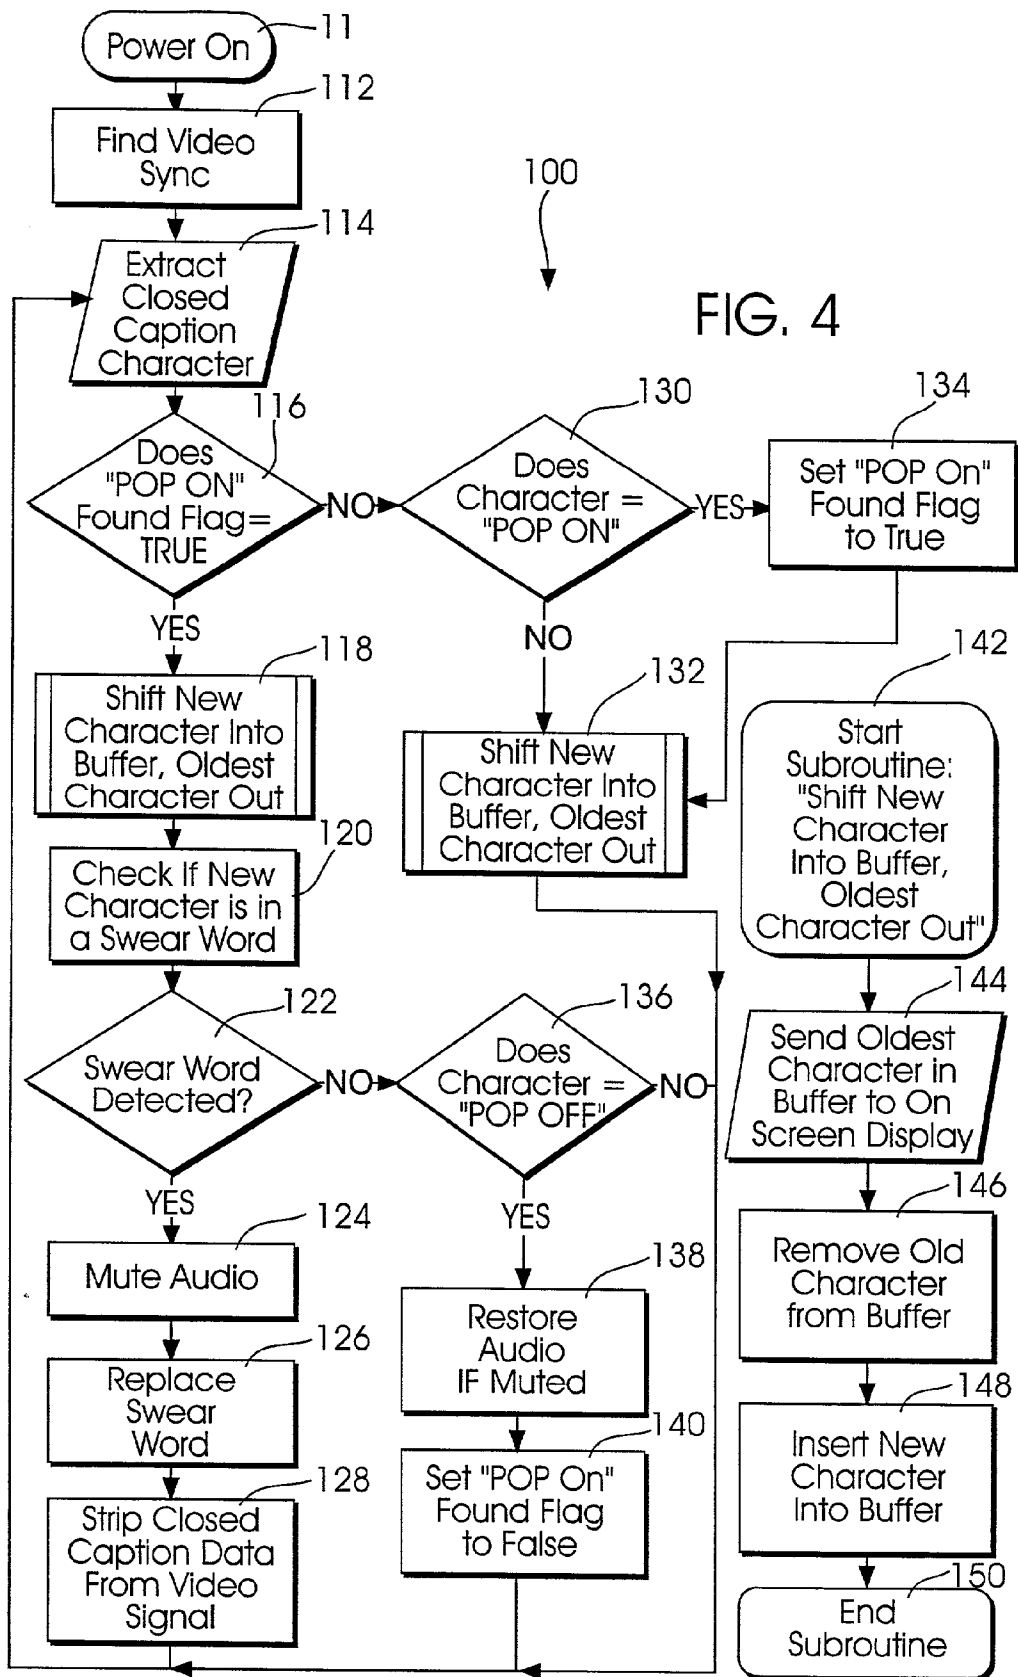 11
Power On
112
Find Video
Sync
100
114
Extract
Closed
Caption
Character
FIG. 4
116
Does
"POP ON"
Found Flag=
TRUE
NO
130
Does
Character =
"POP ON"
YES
134
Set "POP On"
Found Flag
to True
YES
NO
118
Shift New
Character Into
Buffer, Oldest
Character Out
132
Shift New
Character Into
Buffer, Oldest
Character Out
142
Start
Subroutine:
"Shift New
Character
Into Buffer,
Oldest
Character Out"
120
Check If New
Character is in
a Swear Word
122
Swear Word
Detected?
NO
136
Does
Character =
"POP OFF"
NO
144
Send Oldest
Character in
Buffer to On
Screen Display
YES
YES
124
Mute Audio
138
Restore
Audio
IF Muted
146
Remove Old
Character
from Buffer
126
Replace
Swear
Word
140
Set "POP On"
Found Flag
to False
148
Insert New
Character
Into Buffer
128
Strip Closed
Caption Data
From Video
Signal
150
End
Subroutine